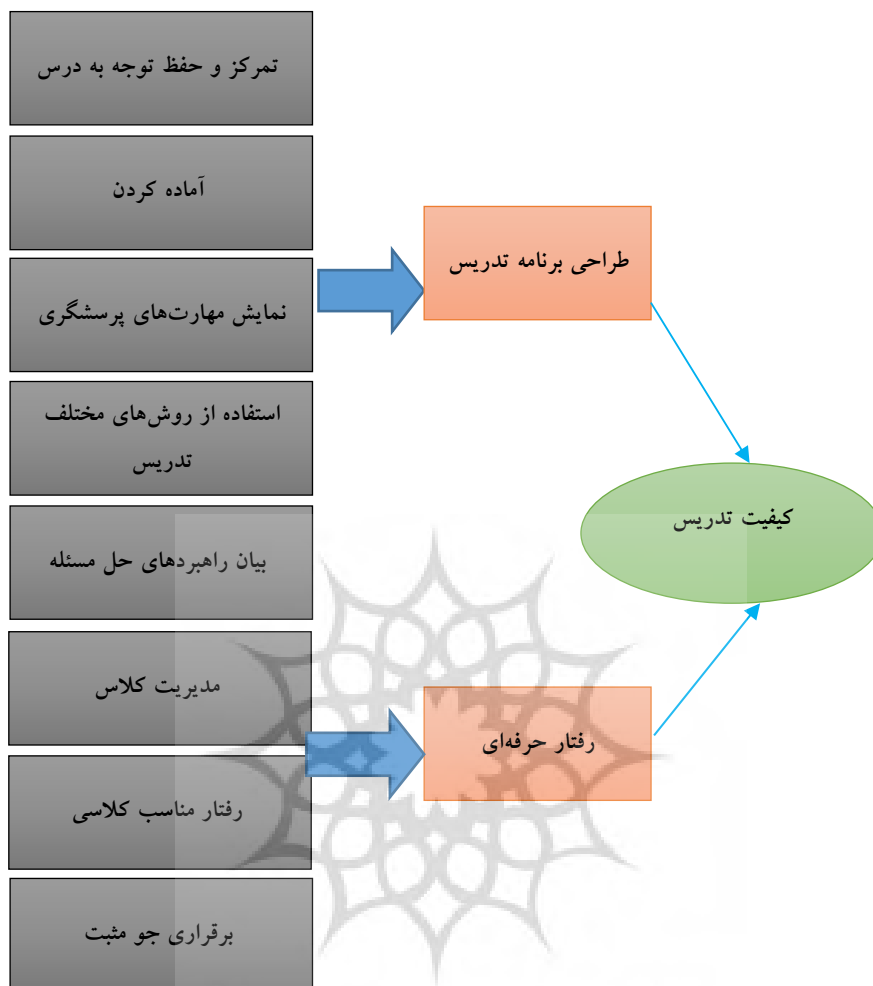 تمرکز و حفظ توجه به درس
آماده کردن
نمایش مهارت‌های پرسشگری
استفاده از روش‌های مختلف
تدریس
بیان راهبردهای حل مسئله
مدیریت کلاس
رفتار مناسب کلاسی
برقراری جو مثبت
طراحی برنامه تدریس
رفتار حرفه‌ای
کیفیت تدریس